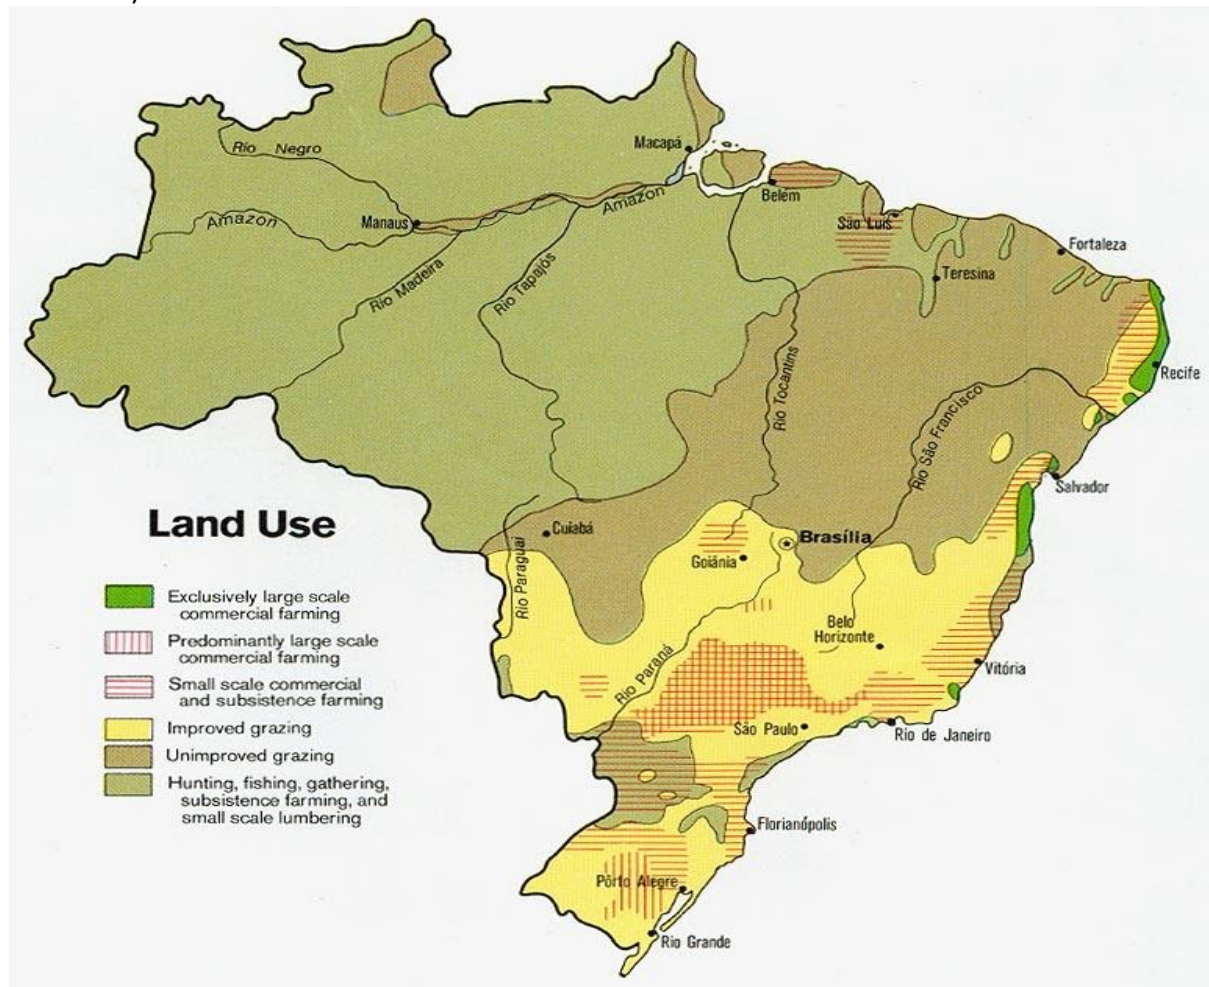 Macapá
Rio Negro
Belém
Amazon
Amazon
Manaus
São Luís
Fortaleza
Teresina
Rio Madeira
Rio Tapajós
Rio Tocantins
Recife
Rio São Francisco
Salvador
Land Use
Cuiabá
Brasília
Goiânia
Rio Paraguai
Exclusively large scale
commercial farming
Predominantly large scale
commercial farming
Small scale commercial
and subsistence farming
Improved grazing
Unimproved grazing
Hunting, fishing, gathering,
subsistence farming, and
small scale lumbering
Belo
Horizonte
Vitória
Rio Paraná
São Paulo
Rio de Janeiro
Florianópolis
Pôrto Alegre
Rio Grande